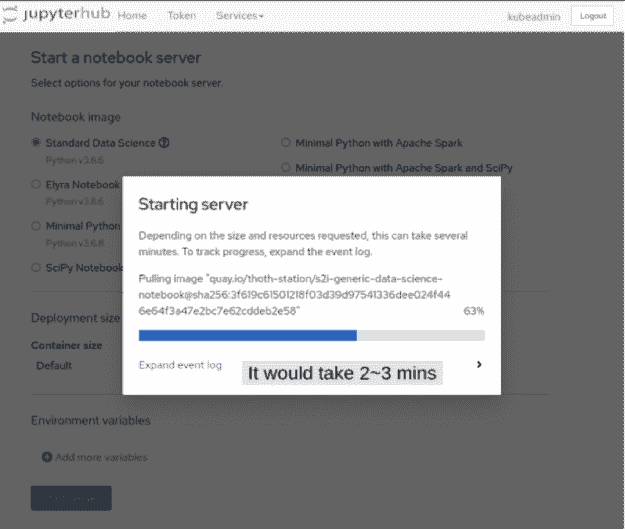 jupyterhub Home Token Services kubeadmin Logout
Start a notebook server
Select options for your notebook server.
Notebook image
Standard Data Science
Python v3.6.6
Minimal Python with Apache Spark
Minimal Python with Apache Spark and SciPy
Elyra Notebook
Python v3.6.6
Minimal Python
Python v3.6.8
SciPy Notebook
Starting server
Depending on the size and resources requested, this can take several
minutes. To track progress, expand the event log.
Pulling image "quay.io/thoth-station/s2i-generic-data-science-
63%
Expand event log
It would take 2~3 mins
Deployment size
Container size
Default
Environment variables
Add more variables